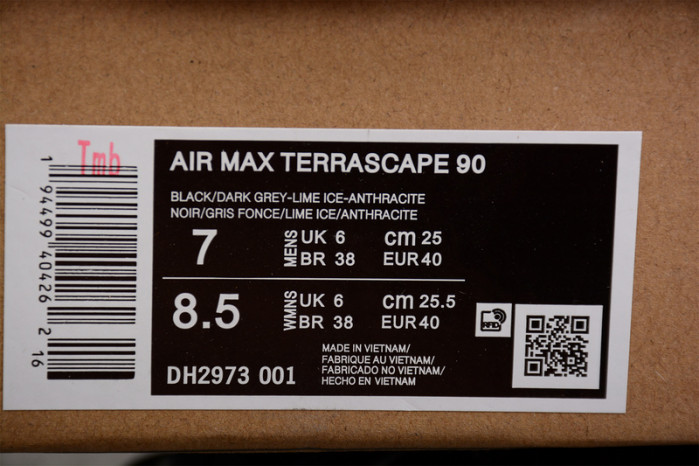 Tmb
1 94499 40426 2 16
AIR MAX TERRASCAPE 90
BLACK/DARK GREY-LIME ICE-ANTHRACITE
NOIR/GRIS FONCE/LIME ICE/ANTHRACITE
7 MENS UK 6 cm 25
BR 38 EUR 40
8.5 WMNS UK 6 cm 25.5
BR 38 EUR 40
RFID
MADE IN VIETNAM/
FABRIQUE AU VIETNAM/
FABRICADO NO VIETNAM/
HECHO EN VIETNAM
DH2973 001